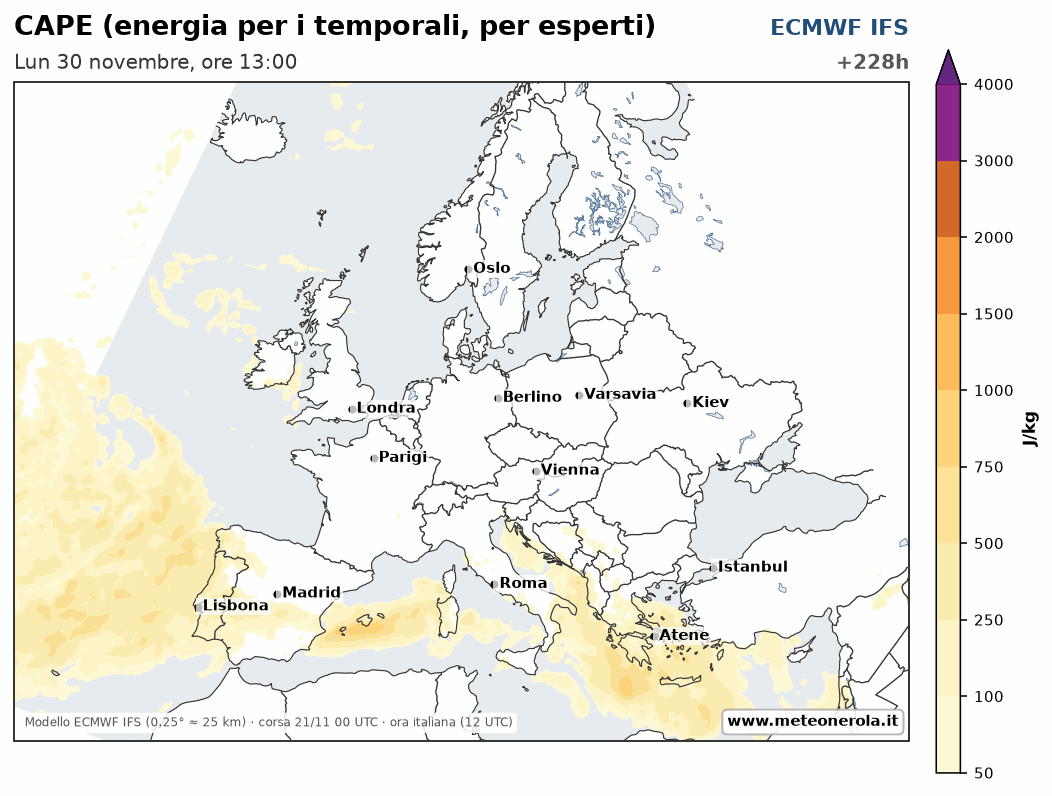 CAPE (energia per i temporali, per esperti)
ECMWF IFS
Lun 30 novembre, ore 13:00
+228h
4000
3000
2000
1500
1000
750
500
250
100
50
J/kg
Oslo
Londra
Berlino
Varsavia
Kiev
Parigi
Vienna
Istanbul
Roma
Madrid
Lisbona
Atene
Modello ECMWF IFS (0,25° ≈ 25 km) · corsa 21/11 00 UTC · ora italiana (12 UTC)
www.meteonerola.it